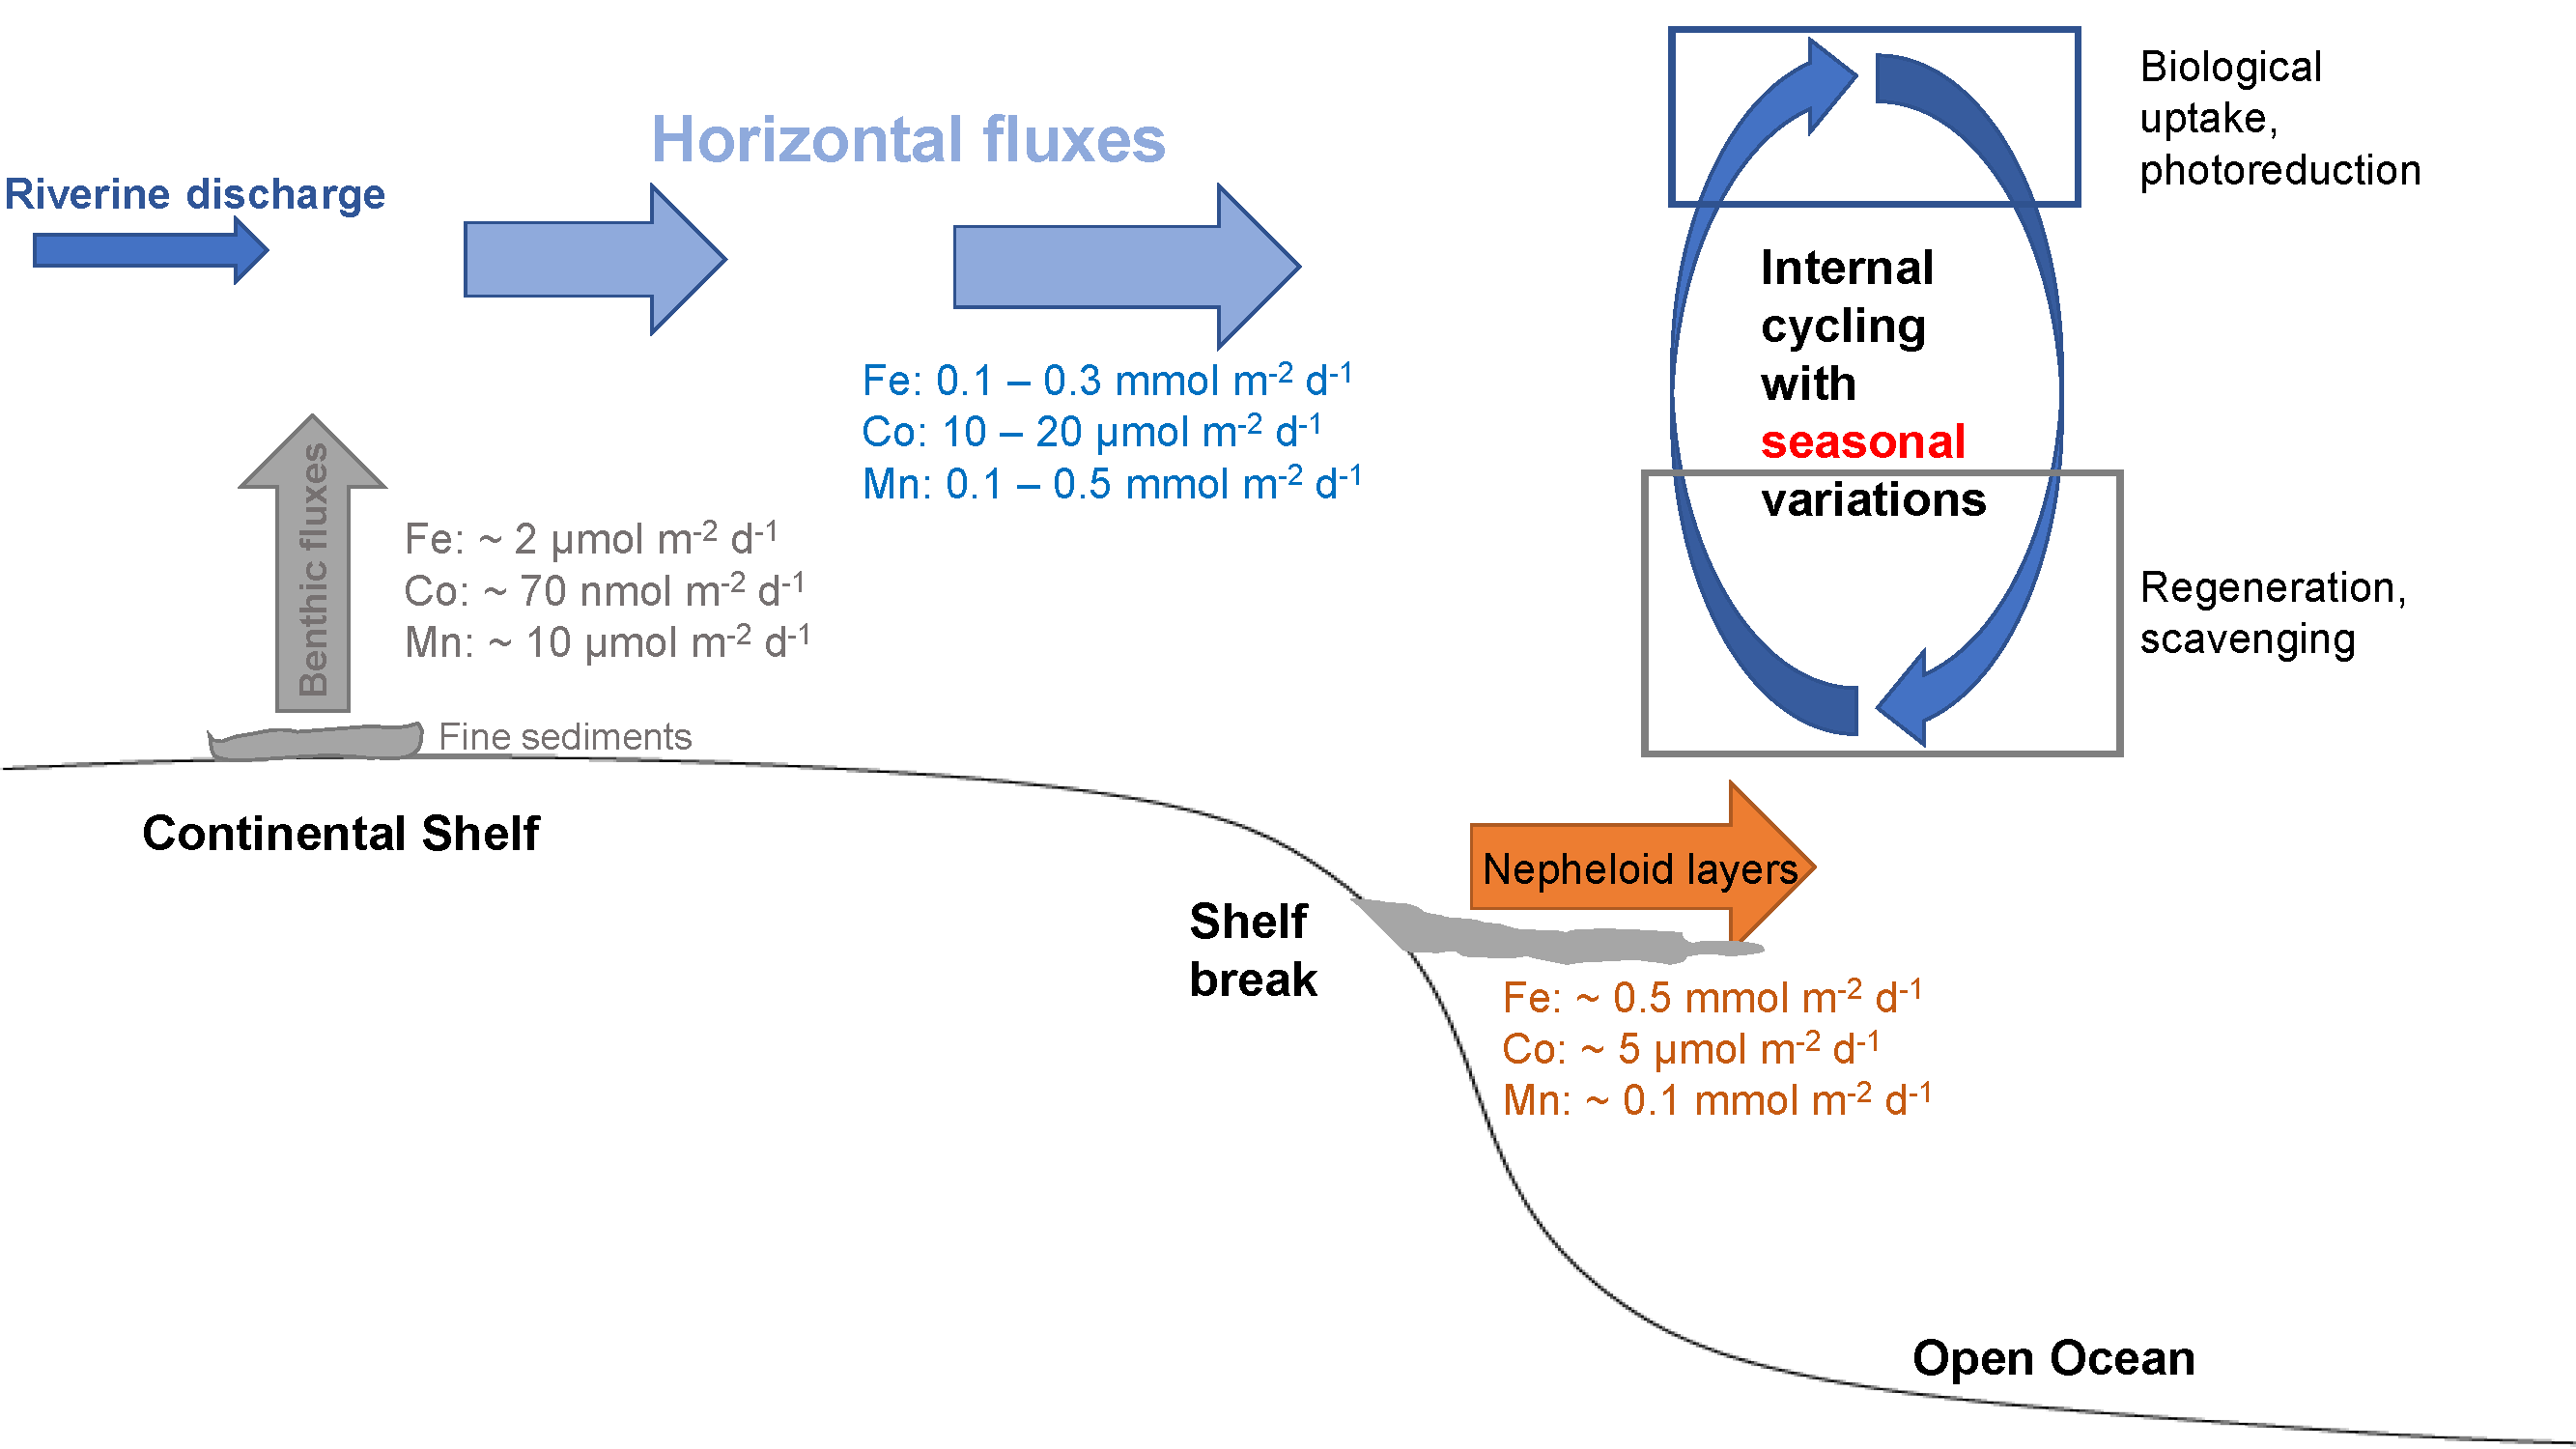 Horizontal fluxes
Riverine discharge
Fe: 0.1 – 0.3 mmol m-2 d-1
Co: 10 – 20 µmol m-2 d-1
Mn: 0.1 – 0.5 mmol m-2 d-1
Benthic fluxes
Fe: ~ 2 µmol m-2 d-1
Co: ~ 70 nmol m-2 d-1
Mn: ~ 10 µmol m-2 d-1
Fine sediments
Continental Shelf
Shelf
break
Biological
uptake,
photoreduction
Internal
cycling
with
seasonal
variations
Regeneration,
scavenging
Nepheloid layers
Fe: ~ 0.5 mmol m-2 d-1
Co: ~ 5 µmol m-2 d-1
Mn: ~ 0.1 mmol m-2 d-1
Open Ocean